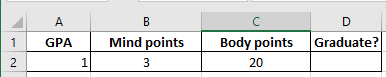 A B C D
1 GPA Mind points Body points Graduate?
2 1 3 20